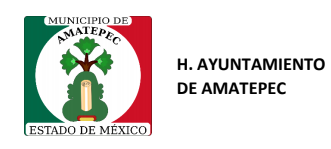 MUNICIPIO DE
AMATEPEC
ESTADO DE MÉXICO
H. AYUNTAMIENTO
DE AMATEPEC